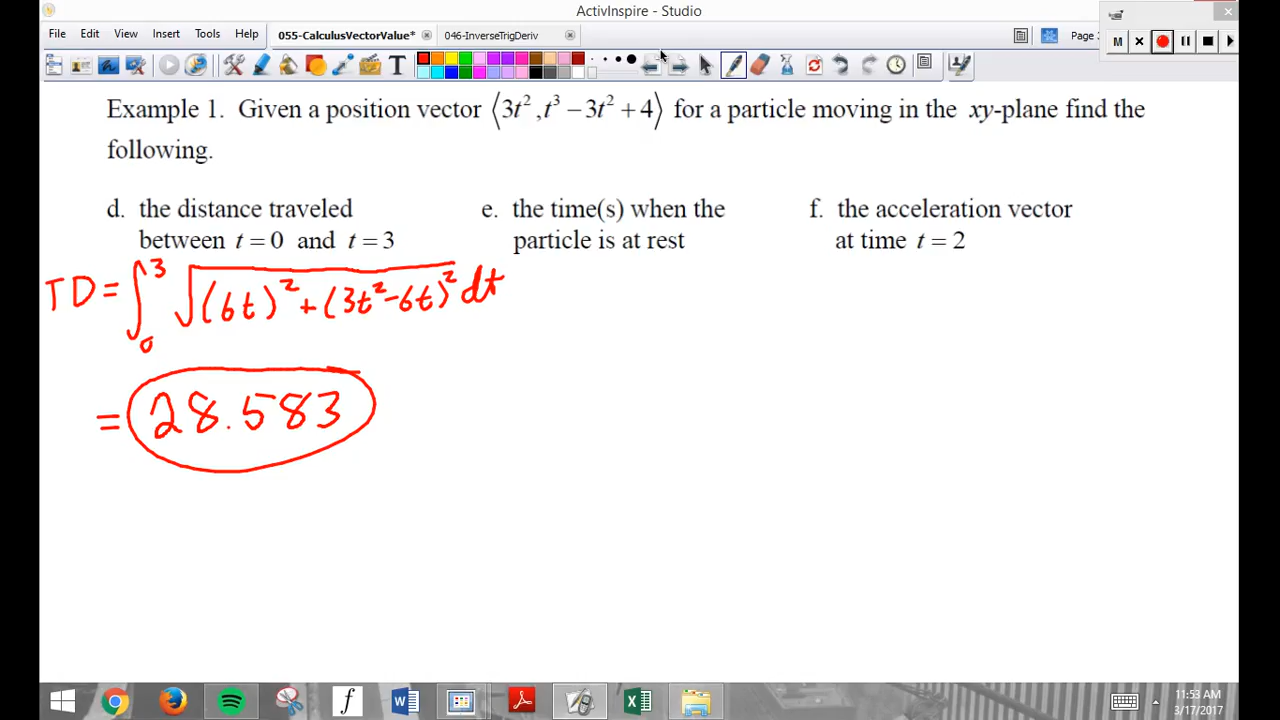 ActivInspire - Studio
File Edit View Insert Tools Help
055-CalculusVectorValue* 046-InverseTrigDeriv
Page 3
M
T
Example 1. Given a position vector ⟨3t², t³ − 3t² + 4⟩ for a particle moving in the xy-plane find the
following.
d. the distance traveled
between t = 0 and t = 3
e. the time(s) when the
particle is at rest
f. the acceleration vector
at time t = 2
TD = ∫₀³ √((6t)² + (3t²-6t)²) dt
= 28.583
11:53 AM
3/17/2017